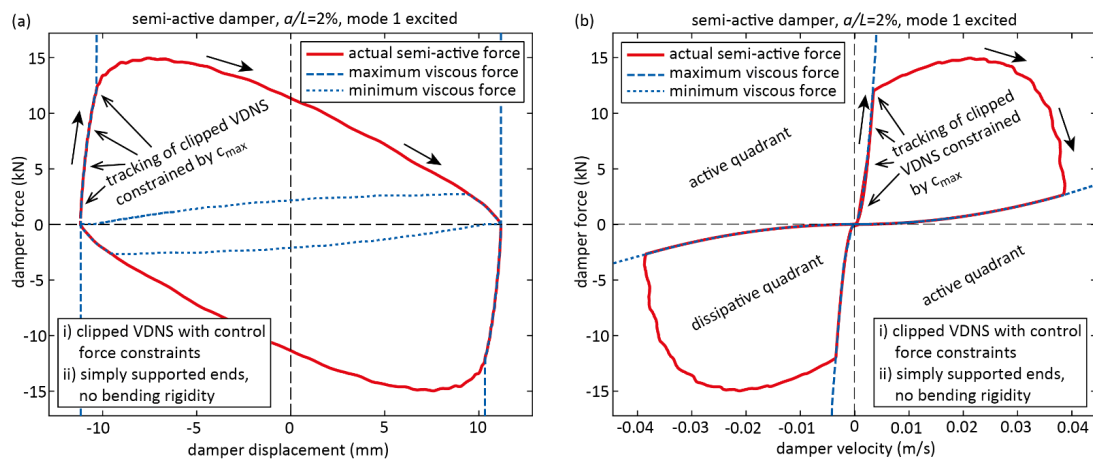 (a)
semi-active damper, a/L=2%, mode 1 excited
actual semi-active force
maximum viscous force
minimum viscous force
tracking of clipped VDNS
constrained by cmax
i) clipped VDNS with control
force constraints
ii) simply supported ends,
no bending rigidity
15
10
5
0
-5
-10
-15
damper force (kN)
-10
-5
0
5
10
damper displacement (mm)
(b)
semi-active damper, a/L=2%, mode 1 excited
actual semi-active force
maximum viscous force
minimum viscous force
active quadrant
tracking of clipped
VDNS constrained
by cmax
dissipative quadrant
active quadrant
i) clipped VDNS with control
force constraints
ii) simply supported ends,
no bending rigidity
15
10
5
0
-5
-10
-15
damper force (kN)
-0.04
-0.03
-0.02
-0.01
0
0.01
0.02
0.03
0.04
damper velocity (m/s)